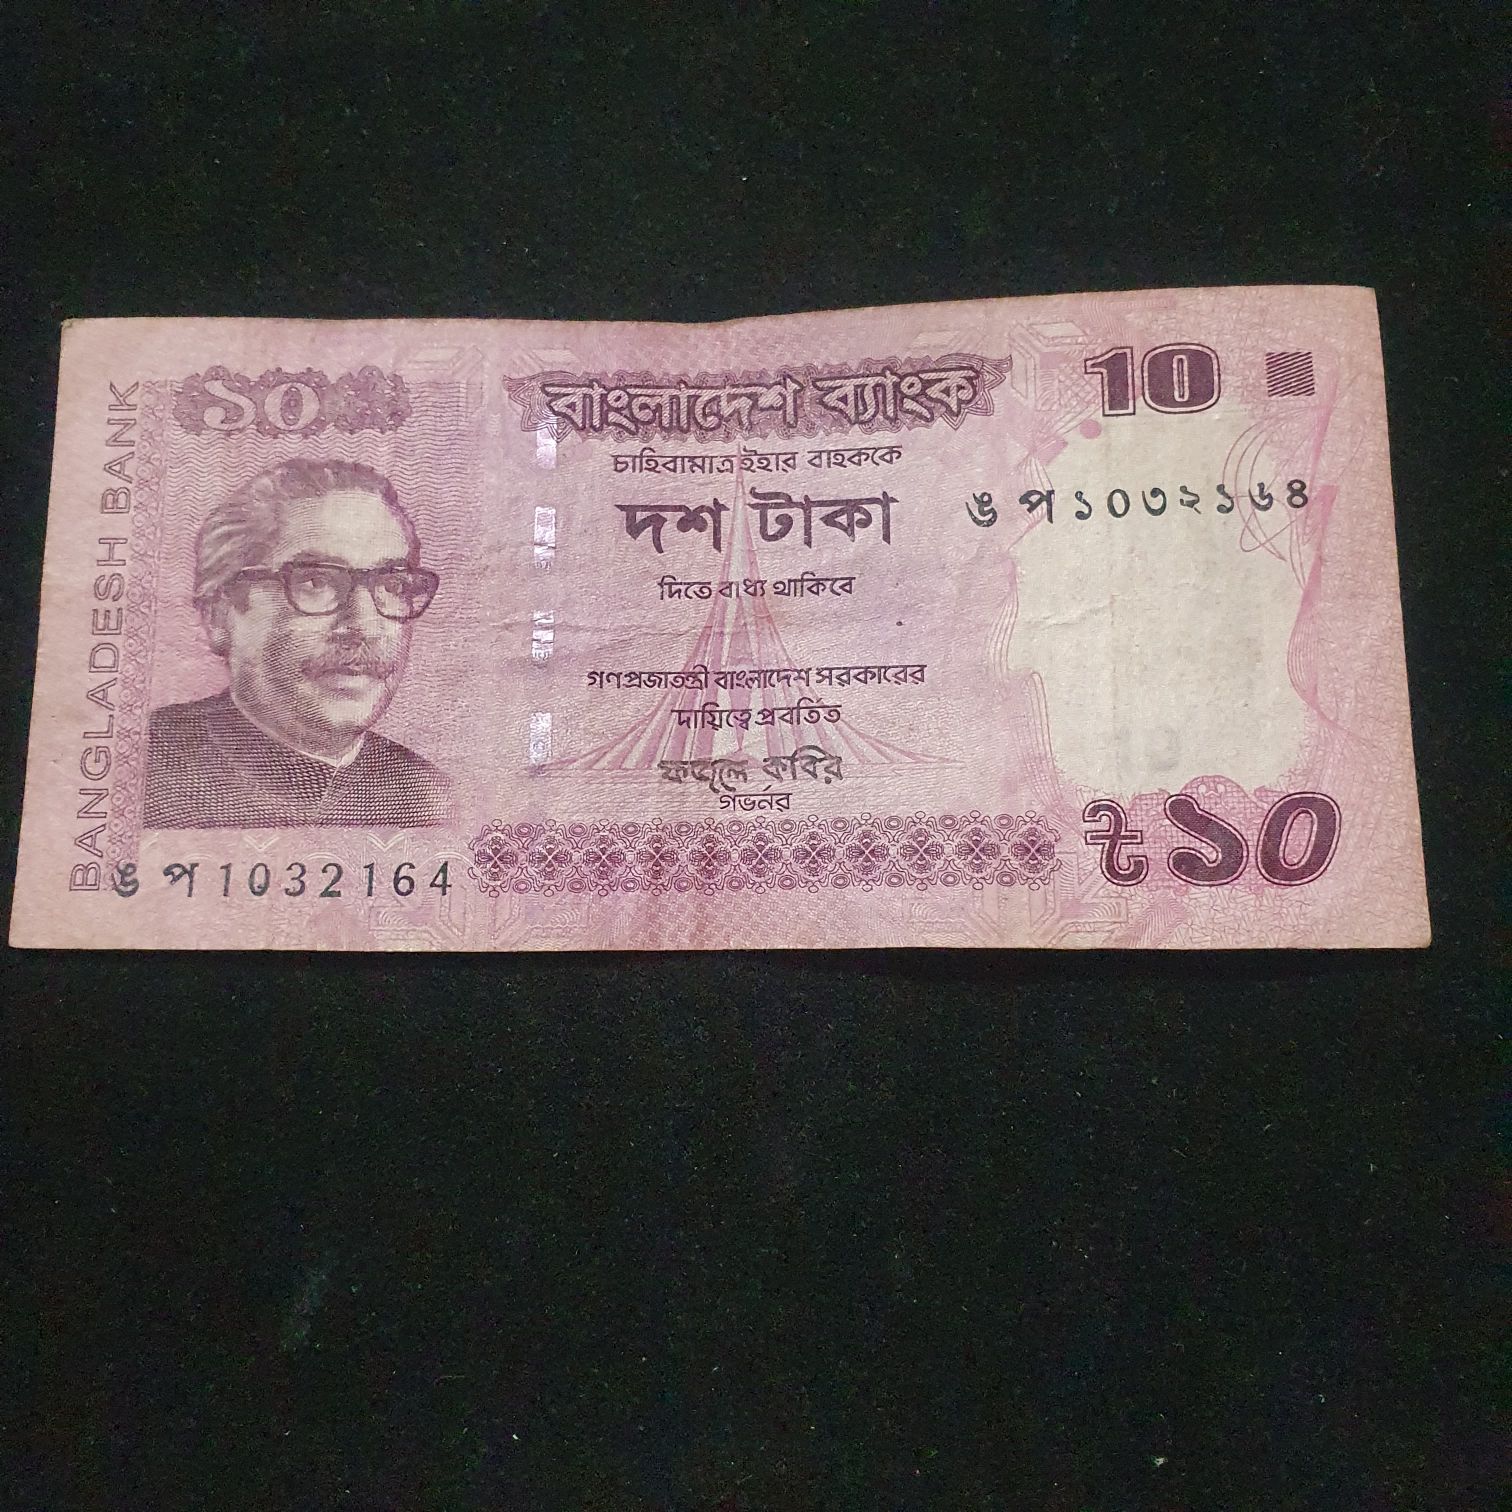 BANGLADESH BANK
১০
বাংলাদেশ ব্যাংক
10
চাহিবামাত্র ইহার বাহককে
দশ টাকা
ঙ প ১০৩২১৬৪
দিতে বাধ্য থাকিবে
গণপ্রজাতন্ত্রী বাংলাদেশ সরকারের
দায়িত্বে প্রবর্তিত
ফজলে কবির
গভর্নর
ঙ প 1032164
৳১০